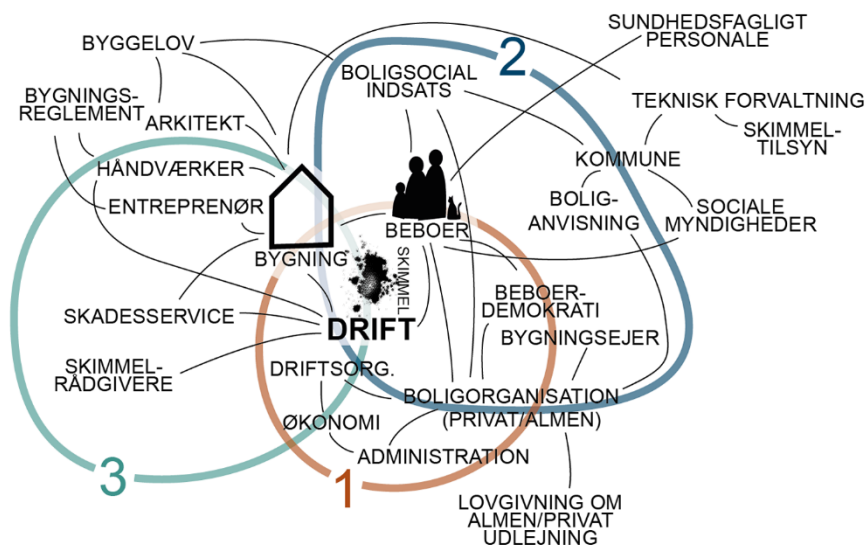 SUNDHEDSFAGLIGT
PERSONALE
BYGGELOV
2
BOLIGSOCIAL
INDSATS
BYGNINGS-
REGLEMENT
TEKNISK FORVALTNING
ARKITEKT
SKIMMEL-
TILSYN
HÅNDVÆRKER
KOMMUNE
ENTREPRENØR
BOLIG-
ANVISNING
SOCIALE
MYNDIGHEDER
BEBOER
BYGNING
SKIMMEL
BEBOER-
DEMOKRATI
SKADESSERVICE
DRIFT
BYGNINGSEJER
SKIMMEL-
RÅDGIVERE
DRIFTSORG.
BOLIGORGANISATION
(PRIVAT/ALMEN)
ØKONOMI
ADMINISTRATION
3
1
LOVGIVNING OM
ALMEN/PRIVAT
UDLEJNING